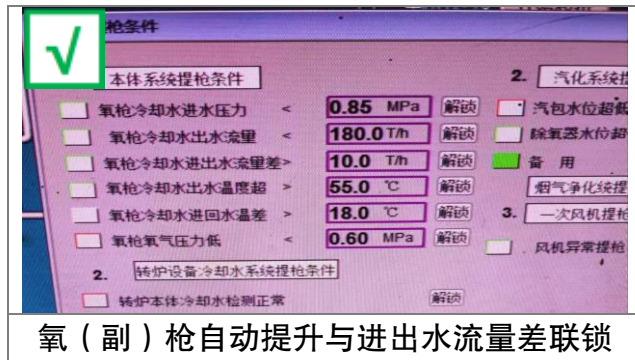 枪条件
本体系统提枪条件
氧枪冷却水进水压力 < 0.85 MPa 解锁
氧枪冷却水出水流量 < 180.0 T/h 解锁
氧枪冷却水进出水流量差> 10.0 T/h 解锁
氧枪冷却水出水温度超 > 55.0 ℃ 解锁
氧枪冷却水进回水温差 > 18.0 ℃ 解锁
氧枪氧气压力低 < 0.60 MPa 解锁
2. 转炉设备冷却水系统提枪条件
转炉本体冷却水检测正常 解锁
2. 汽化系统提
汽包水位超低
除氧器水位超
备 用
烟气净化统提
3. 一次风机提枪
风机异常提枪
氧（副）枪自动提升与进出水流量差联锁